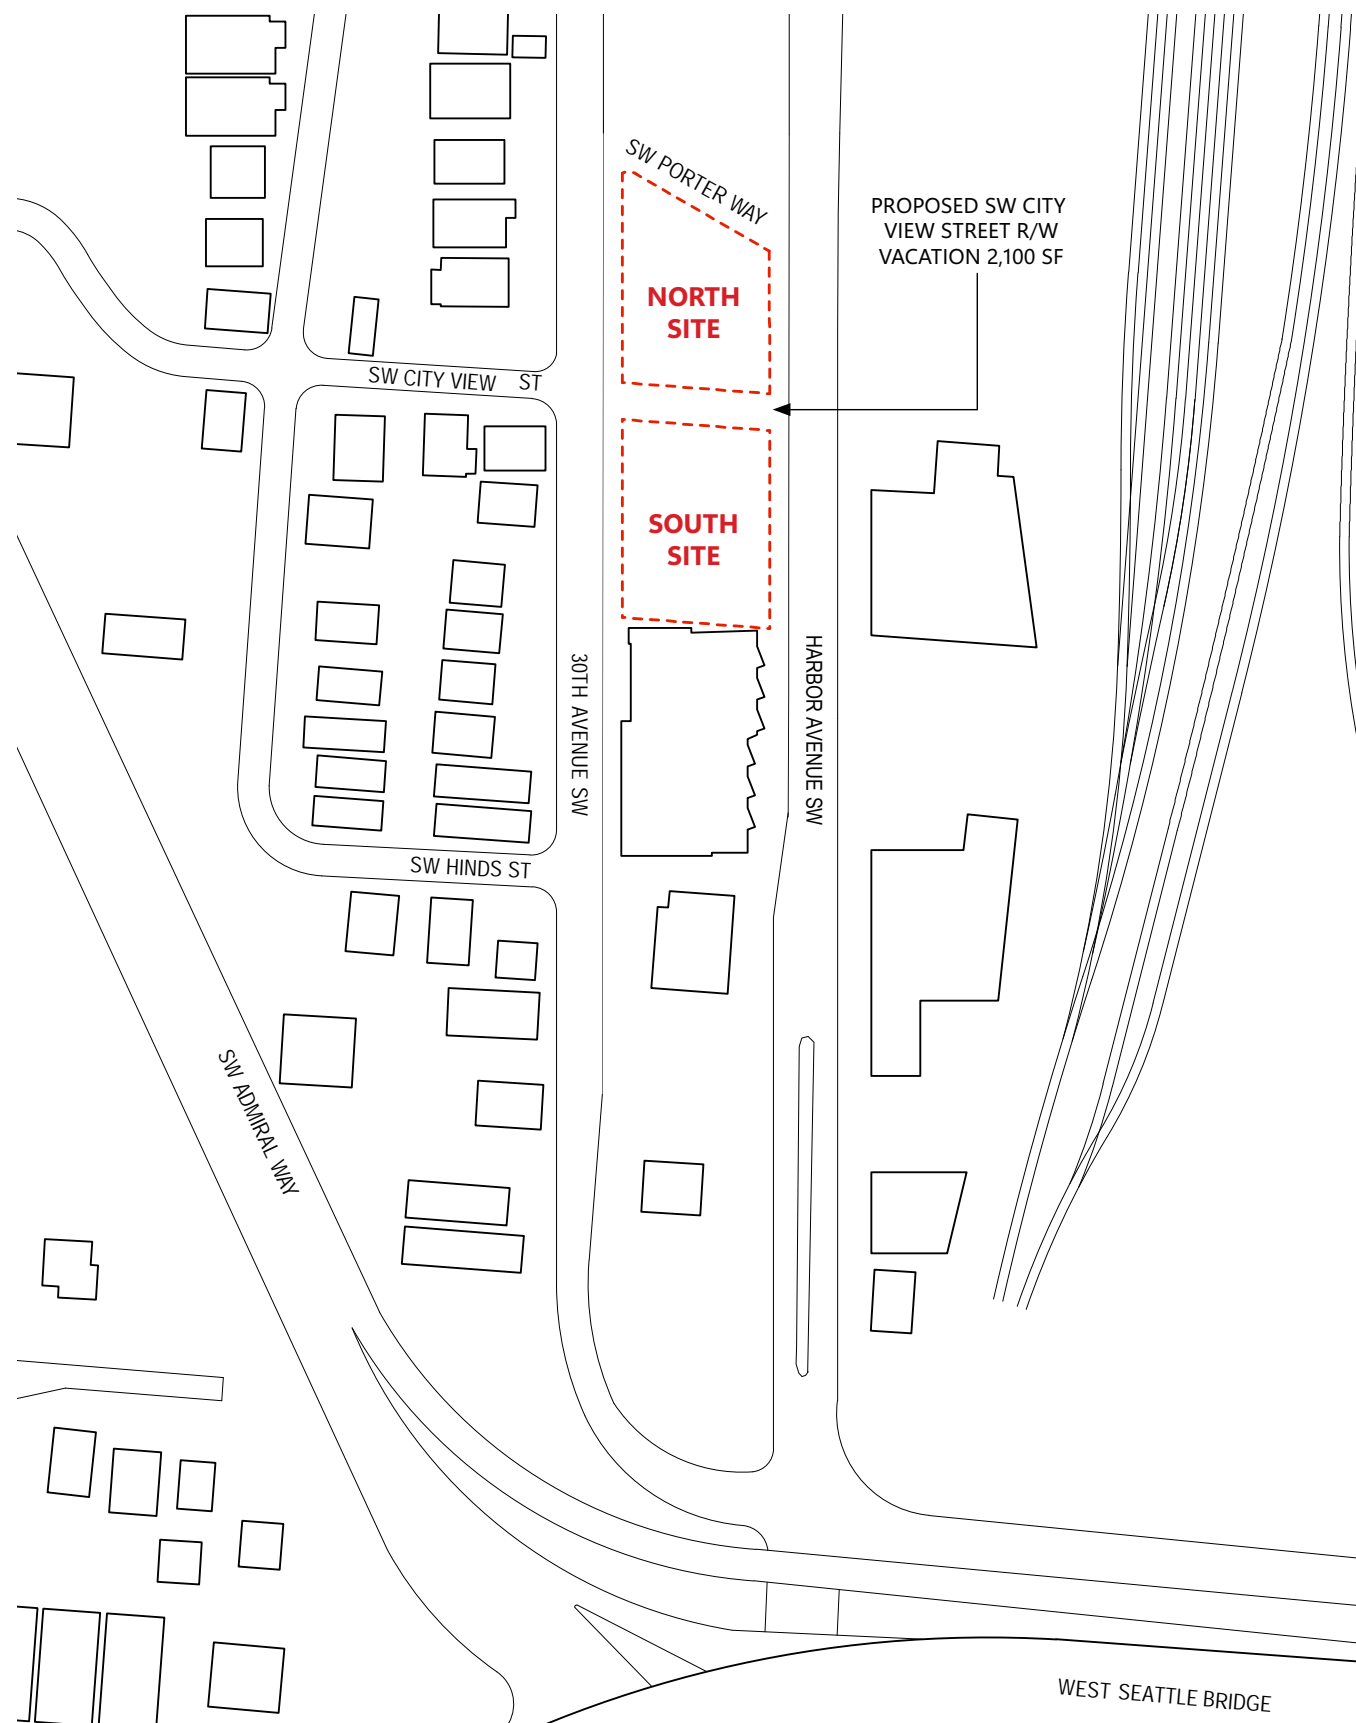 SW PORTER WAY
PROPOSED SW CITY
VIEW STREET R/W
VACATION 2,100 SF
NORTH
SITE
SW CITY VIEW ST
SOUTH
SITE
30TH AVENUE SW
HARBOR AVENUE SW
SW HINDS ST
SW ADMIRAL WAY
WEST SEATTLE BRIDGE